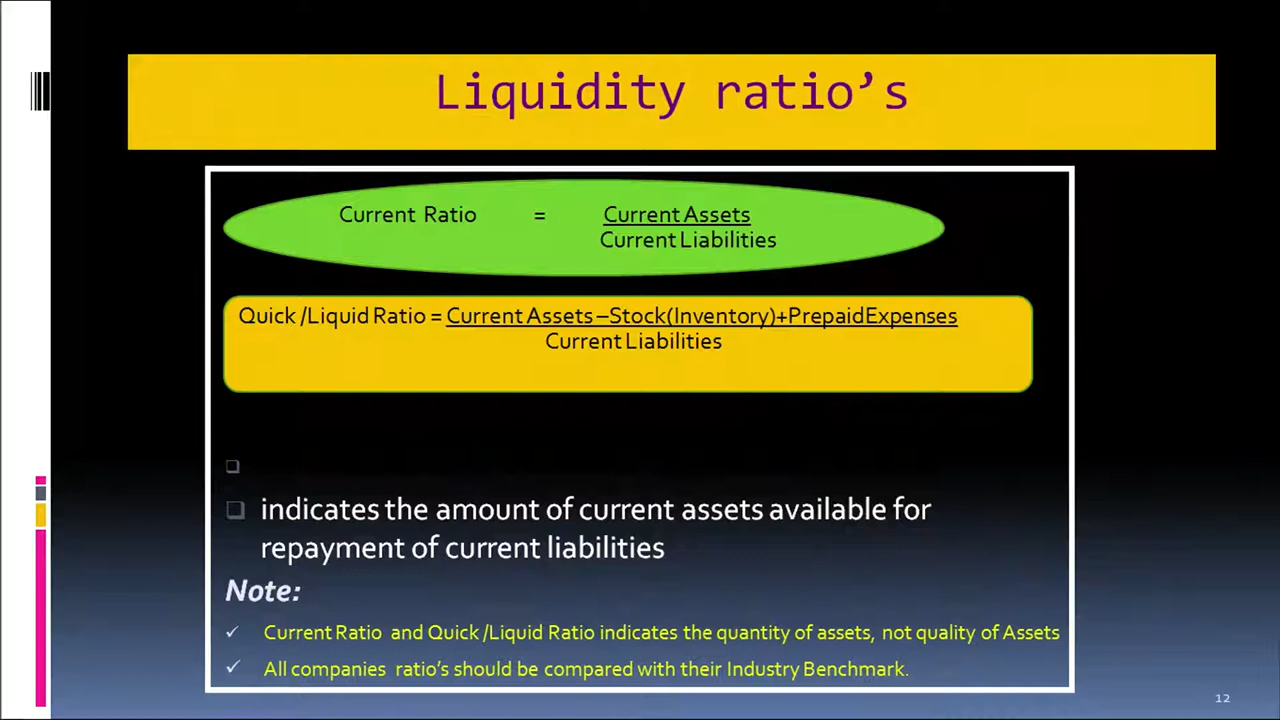 Liquidity ratio’s
Current Ratio = Current Assets
Current Liabilities
Quick /Liquid Ratio = Current Assets –Stock(Inventory)+PrepaidExpenses
Current Liabilities
indicates the amount of current assets available for
repayment of current liabilities
Note:
Current Ratio and Quick /Liquid Ratio indicates the quantity of assets, not quality of Assets
All companies ratio’s should be compared with their Industry Benchmark.
12